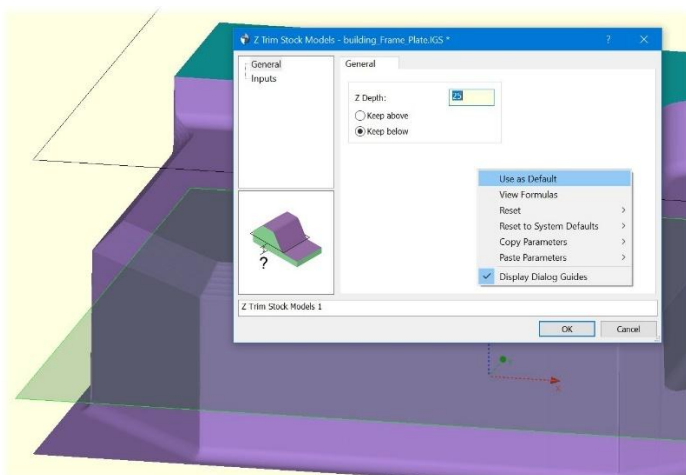 Z Trim Stock Models - building_Frame_Plate.IGS *
? ×
General
Inputs
General
Z Depth:
25
Keep above
Keep below
Use as Default
View Formulas
Reset
Reset to System Defaults
Copy Parameters
Paste Parameters
Display Dialog Guides
?
Z Trim Stock Models 1
OK
Cancel